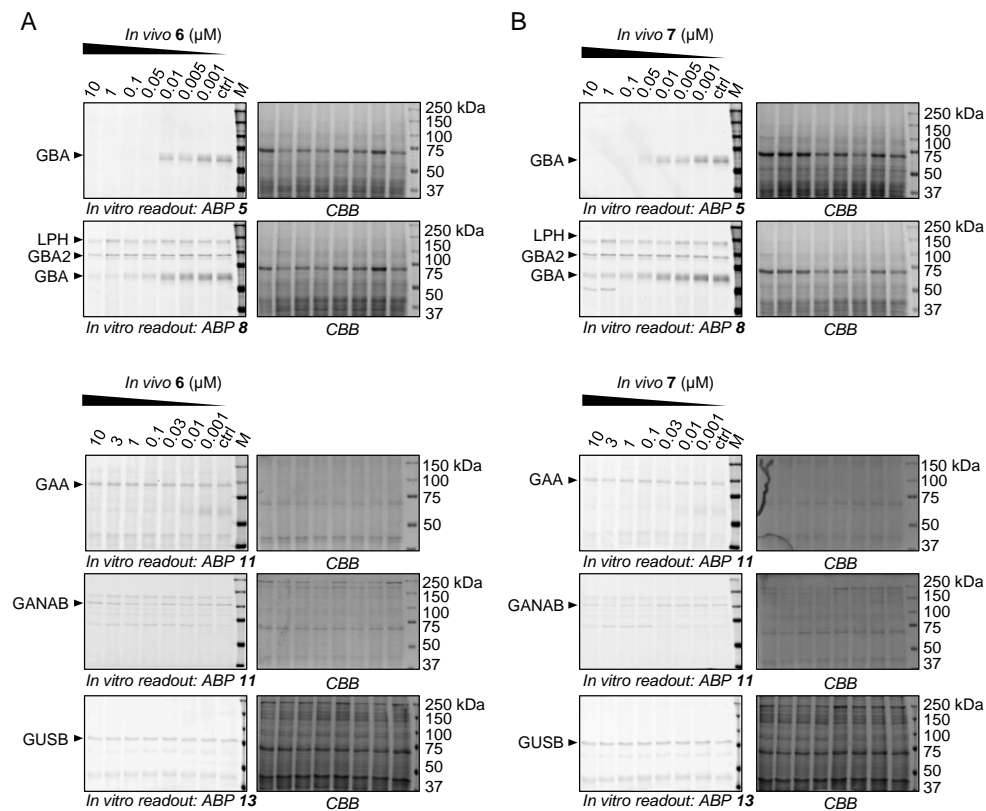 A
In vivo 6 (µM)
10 1 0.1 0.05 0.01 0.005 0.001 ctrl M
GBA
250 kDa
150
100
75
50
37
In vitro readout: ABP 5
CBB
LPH
GBA2
GBA
250 kDa
150
100
75
50
37
In vitro readout: ABP 8
CBB
In vivo 6 (µM)
10 3 1 0.1 0.03 0.01 0.001 ctrl M
GAA
150 kDa
100
75
50
37
In vitro readout: ABP 11
CBB
GANAB
250 kDa
150
100
75
50
37
In vitro readout: ABP 11
CBB
GUSB
250 kDa
150
100
75
50
37
In vitro readout: ABP 13
CBB
B
In vivo 7 (µM)
10 1 0.1 0.05 0.01 0.005 0.001 ctrl M
GBA
250 kDa
150
100
75
50
37
In vitro readout: ABP 5
CBB
LPH
GBA2
GBA
250 kDa
150
100
75
50
37
In vitro readout: ABP 8
CBB
In vivo 7 (µM)
10 3 1 0.1 0.03 0.01 0.001 ctrl M
GAA
150 kDa
100
75
50
37
In vitro readout: ABP 11
CBB
GANAB
250 kDa
150
100
75
50
37
In vitro readout: ABP 11
CBB
GUSB
250 kDa
150
100
75
50
37
In vitro readout: ABP 13
CBB